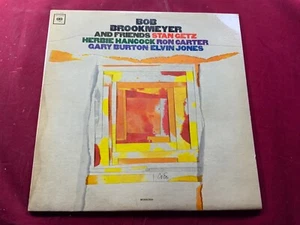 BOB
BROOKMEYER
AND FRIENDS STAN GETZ
HERBIE HANCOCK RON CARTER
GARY BURTON ELVIN JONES